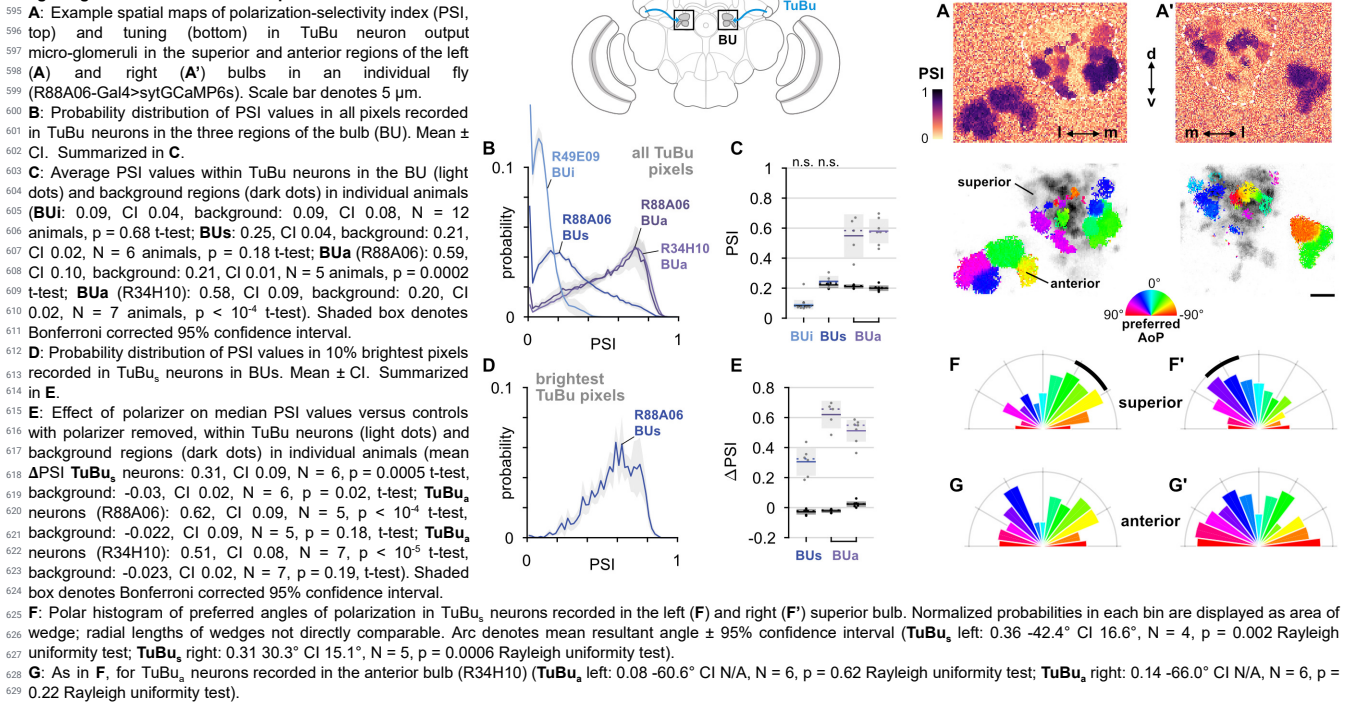 595 A: Example spatial maps of polarization-selectivity index (PSI,
596 top) and tuning (bottom) in TuBu neuron output
597 micro-glomeruli in the superior and anterior regions of the left
598 (A) and right (A') bulbs in an individual fly
599 (R88A06-Gal4>sytGCaMP6s). Scale bar denotes 5 μm.
600 B: Probability distribution of PSI values in all pixels recorded
601 in TuBu neurons in the three regions of the bulb (BU). Mean ±
602 CI. Summarized in C.
603 C: Average PSI values within TuBu neurons in the BU (light
604 dots) and background regions (dark dots) in individual animals
605 (BUi: 0.09, CI 0.04, background: 0.09, CI 0.08, N = 12
606 animals, p = 0.68 t-test; BUs: 0.25, CI 0.04, background: 0.21,
607 CI 0.02, N = 6 animals, p = 0.18 t-test; BUa (R88A06): 0.59,
608 CI 0.10, background: 0.21, CI 0.01, N = 5 animals, p = 0.0002
609 t-test; BUa (R34H10): 0.58, CI 0.09, background: 0.20, CI
610 0.02, N = 7 animals, p < 10-4 t-test). Shaded box denotes
611 Bonferroni corrected 95% confidence interval.
612 D: Probability distribution of PSI values in 10% brightest pixels
613 recorded in TuBus neurons in BUs. Mean ± CI. Summarized
614 in E.
615 E: Effect of polarizer on median PSI values versus controls
616 with polarizer removed, within TuBu neurons (light dots) and
617 background regions (dark dots) in individual animals (mean
618 ΔPSI TuBus neurons: 0.31, CI 0.09, N = 6, p = 0.0005 t-test,
619 background: -0.03, CI 0.02, N = 6, p = 0.02, t-test; TuBua
620 neurons (R88A06): 0.62, CI 0.09, N = 5, p < 10-4 t-test,
621 background: -0.022, CI 0.09, N = 5, p = 0.18, t-test; TuBua
622 neurons (R34H10): 0.51, CI 0.08, N = 7, p < 10-5 t-test,
623 background: -0.023, CI 0.02, N = 7, p = 0.19, t-test). Shaded
624 box denotes Bonferroni corrected 95% confidence interval.
TuBu
BU
A
A'
PSI
1
0
l m
d
v
m l
B
0.1
probability
0
R49E09
BUi
all TuBu
pixels
R88A06
BUs
R88A06
BUa
R34H10
BUa
0
PSI
1
C
n.s. n.s.
1
0.8
0.6
PSI
0.4
0.2
0
BUi
BUs
BUa
superior
anterior
0°
90°
-90°
preferred
AoP
D
0.1
probability
0
brightest
TuBu pixels
R88A06
BUs
0
PSI
1
E
0.8
0.6
0.4
ΔPSI
0.2
0
-0.2
BUs
BUa
F
superior
F'
G
anterior
G'
625 F: Polar histogram of preferred angles of polarization in TuBus neurons recorded in the left (F) and right (F') superior bulb. Normalized probabilities in each bin are displayed as area of
626 wedge; radial lengths of wedges not directly comparable. Arc denotes mean resultant angle ± 95% confidence interval (TuBus left: 0.36 -42.4° CI 16.6°, N = 4, p = 0.002 Rayleigh
627 uniformity test; TuBus right: 0.31 30.3° CI 15.1°, N = 5, p = 0.0006 Rayleigh uniformity test).
628 G: As in F, for TuBua neurons recorded in the anterior bulb (R34H10) (TuBua left: 0.08 -60.6° CI N/A, N = 6, p = 0.62 Rayleigh uniformity test; TuBua right: 0.14 -66.0° CI N/A, N = 6, p =
629 0.22 Rayleigh uniformity test).